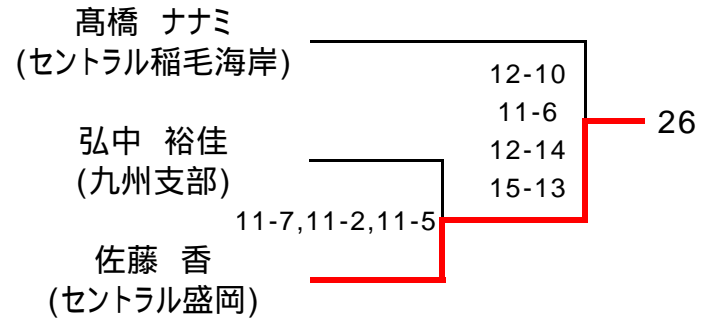 髙橋 ナナミ
(セントラル稲毛海岸)
12-10
11-6
26
12-14
15-13
弘中 裕佳
(九州支部)
11-7,11-2,11-5
佐藤 香
(セントラル盛岡)